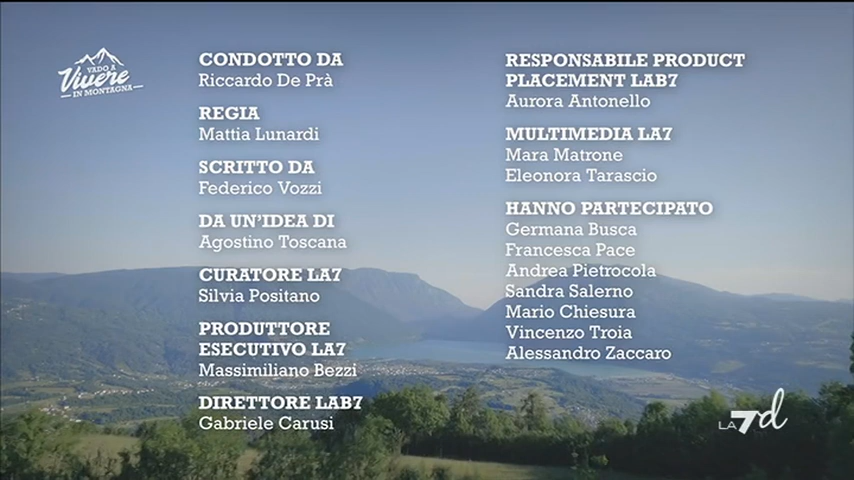 VADO A
Vivere
IN MONTAGNA
CONDOTTO DA
Riccardo De Prà
REGIA
Mattia Lunardi
SCRITTO DA
Federico Vozzi
DA UN'IDEA DI
Agostino Toscana
CURATORE LA7
Silvia Positano
PRODUTTORE
ESECUTIVO LA7
Massimiliano Bezzi
DIRETTORE LAB7
Gabriele Carusi
RESPONSABILE PRODUCT
PLACEMENT LAB7
Aurora Antonello
MULTIMEDIA LA7
Mara Matrone
Eleonora Tarascio
HANNO PARTECIPATO
Germana Busca
Francesca Pace
Andrea Pietrocola
Sandra Salerno
Mario Chiesura
Vincenzo Troia
Alessandro Zaccaro
LA7d